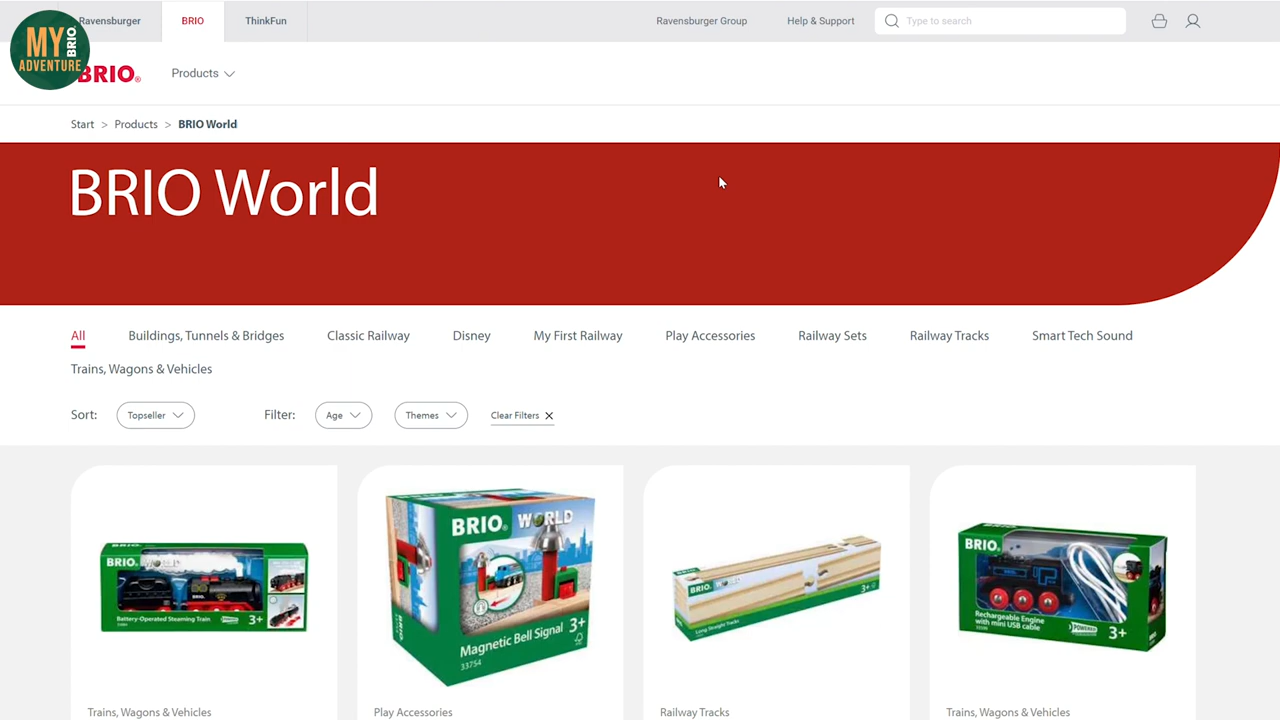 Ravensburger
BRIO
ThinkFun
Ravensburger Group
Help & Support
Type to search
MY BRIO. ADVENTURE
BRIO
Products
Start > Products > BRIO World
BRIO World
All
Buildings, Tunnels & Bridges
Classic Railway
Disney
My First Railway
Play Accessories
Railway Sets
Railway Tracks
Smart Tech Sound
Trains, Wagons & Vehicles
Sort:
Topseller
Filter:
Age
Themes
Clear Filters
BRIO
Battery-Operated Steaming Train
3+
BRIO WORLD
Magnetic Bell Signal 3+
33754
BRIO
BRIO WORLD
Long Straight Tracks
3+
BRIO
Rechargeable Engine
with mini USB cable
POWERED
3+
Trains, Wagons & Vehicles
Play Accessories
Railway Tracks
Trains, Wagons & Vehicles